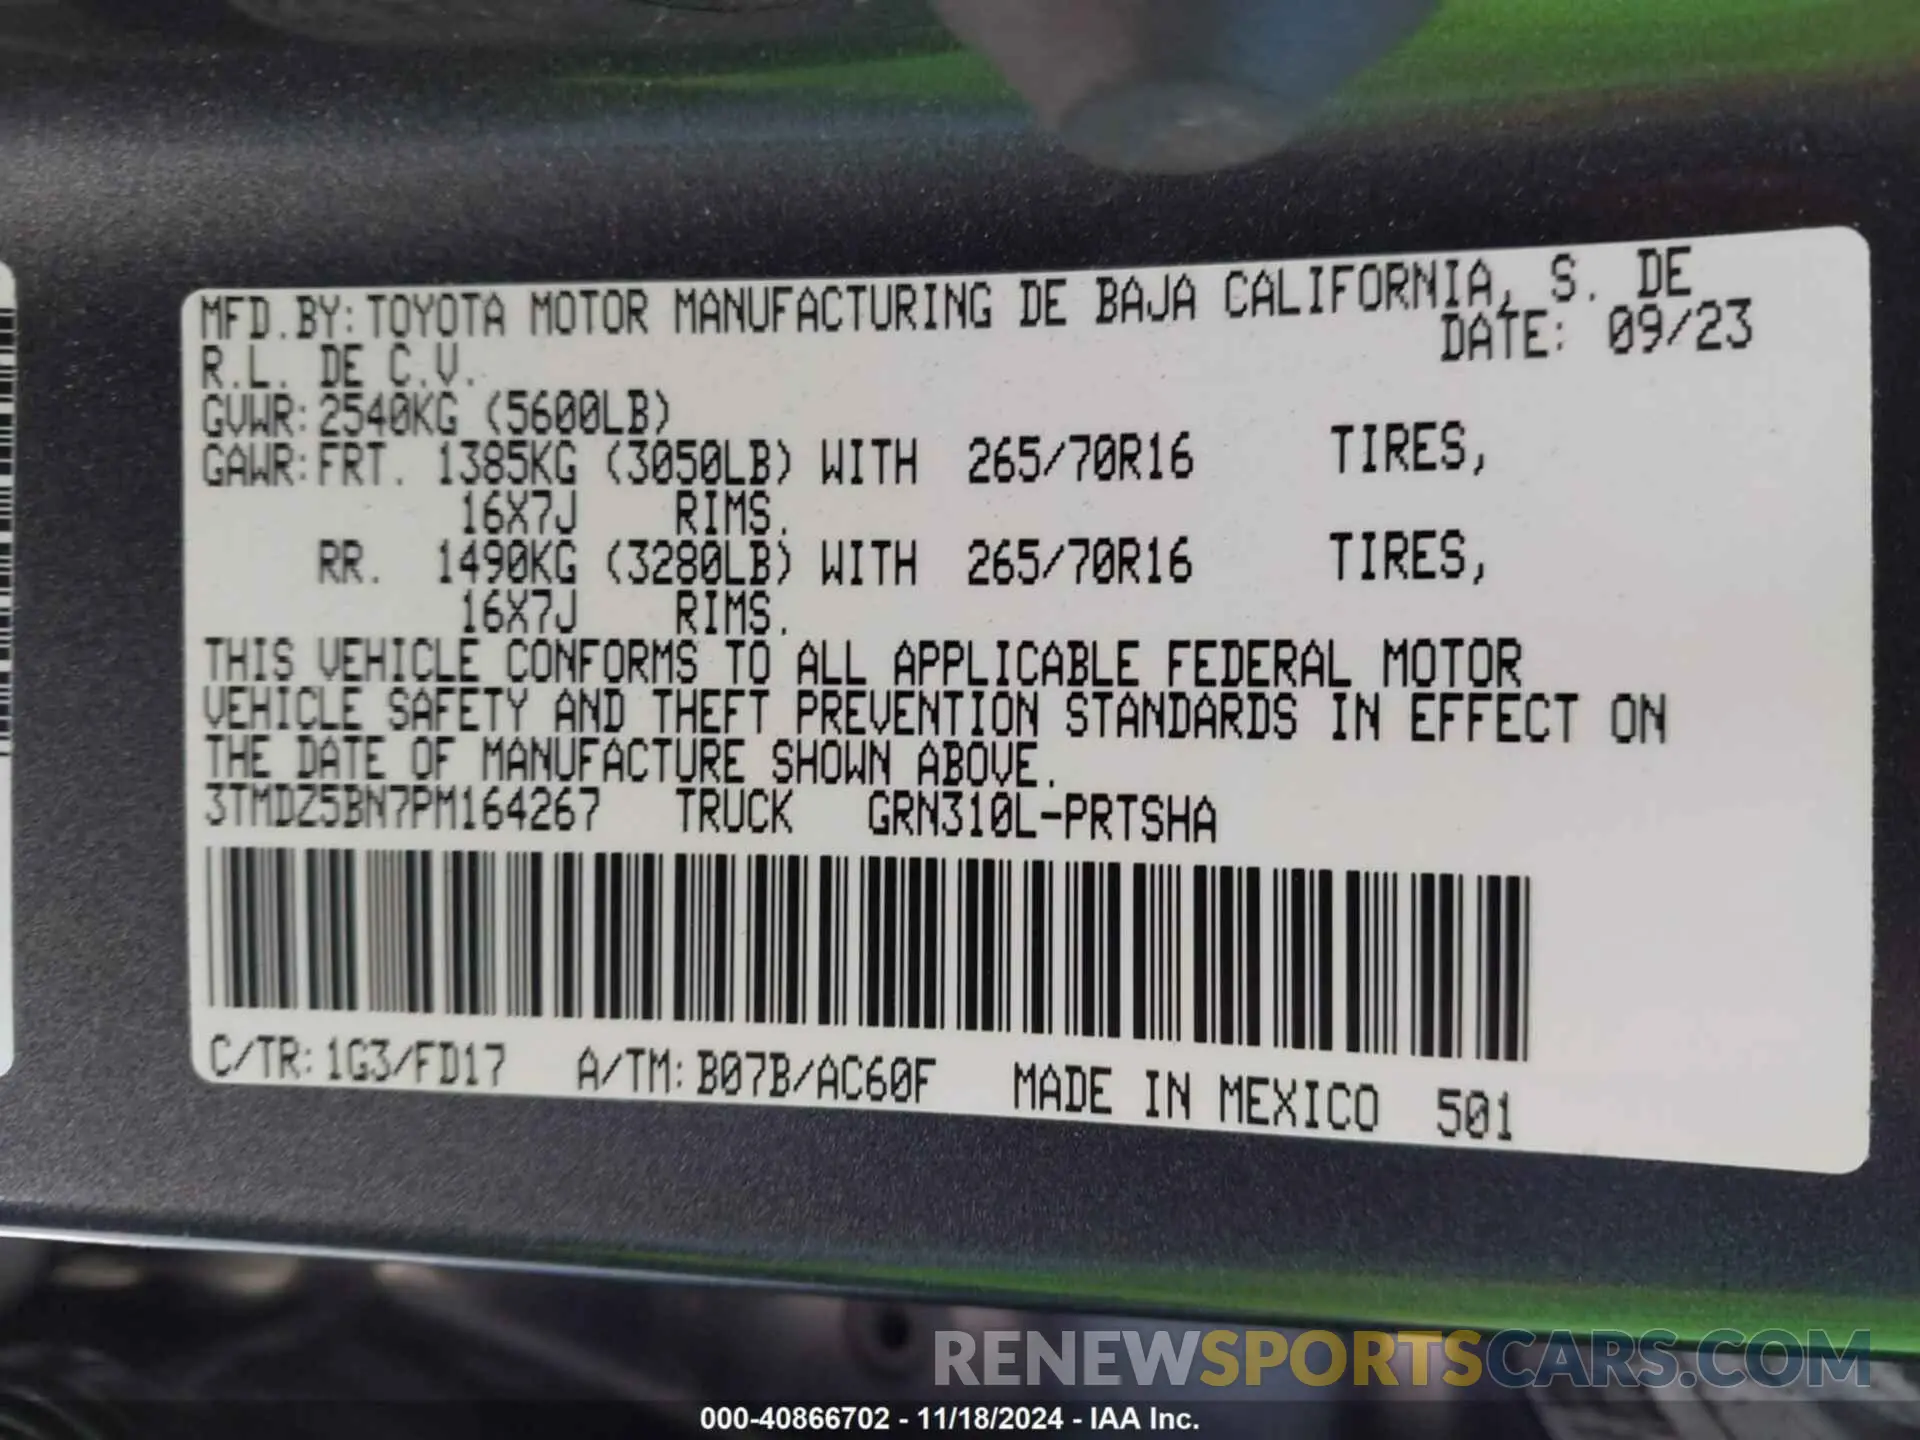 MFD.BY:TOYOTA MOTOR MANUFACTURING DE BAJA CALIFORNIA, S. DE
R.L. DE C.V. DATE: 09/23
GVWR:2540KG (5600LB)
GAWR:FRT. 1385KG (3050LB) WITH 265/70R16 TIRES,
16X7J RIMS.
RR. 1490KG (3280LB) WITH 265/70R16 TIRES,
16X7J RIMS.
THIS VEHICLE CONFORMS TO ALL APPLICABLE FEDERAL MOTOR
VEHICLE SAFETY AND THEFT PREVENTION STANDARDS IN EFFECT ON
THE DATE OF MANUFACTURE SHOWN ABOVE.
3TMDZ5BN7PM164267 TRUCK GRN310L-PRTSHA
C/TR:1G3/FD17 A/TM:B07B/AC60F MADE IN MEXICO 501
RENEWSPORTSCARS.COM
000-40866702 - 11/18/2024 - IAA Inc.